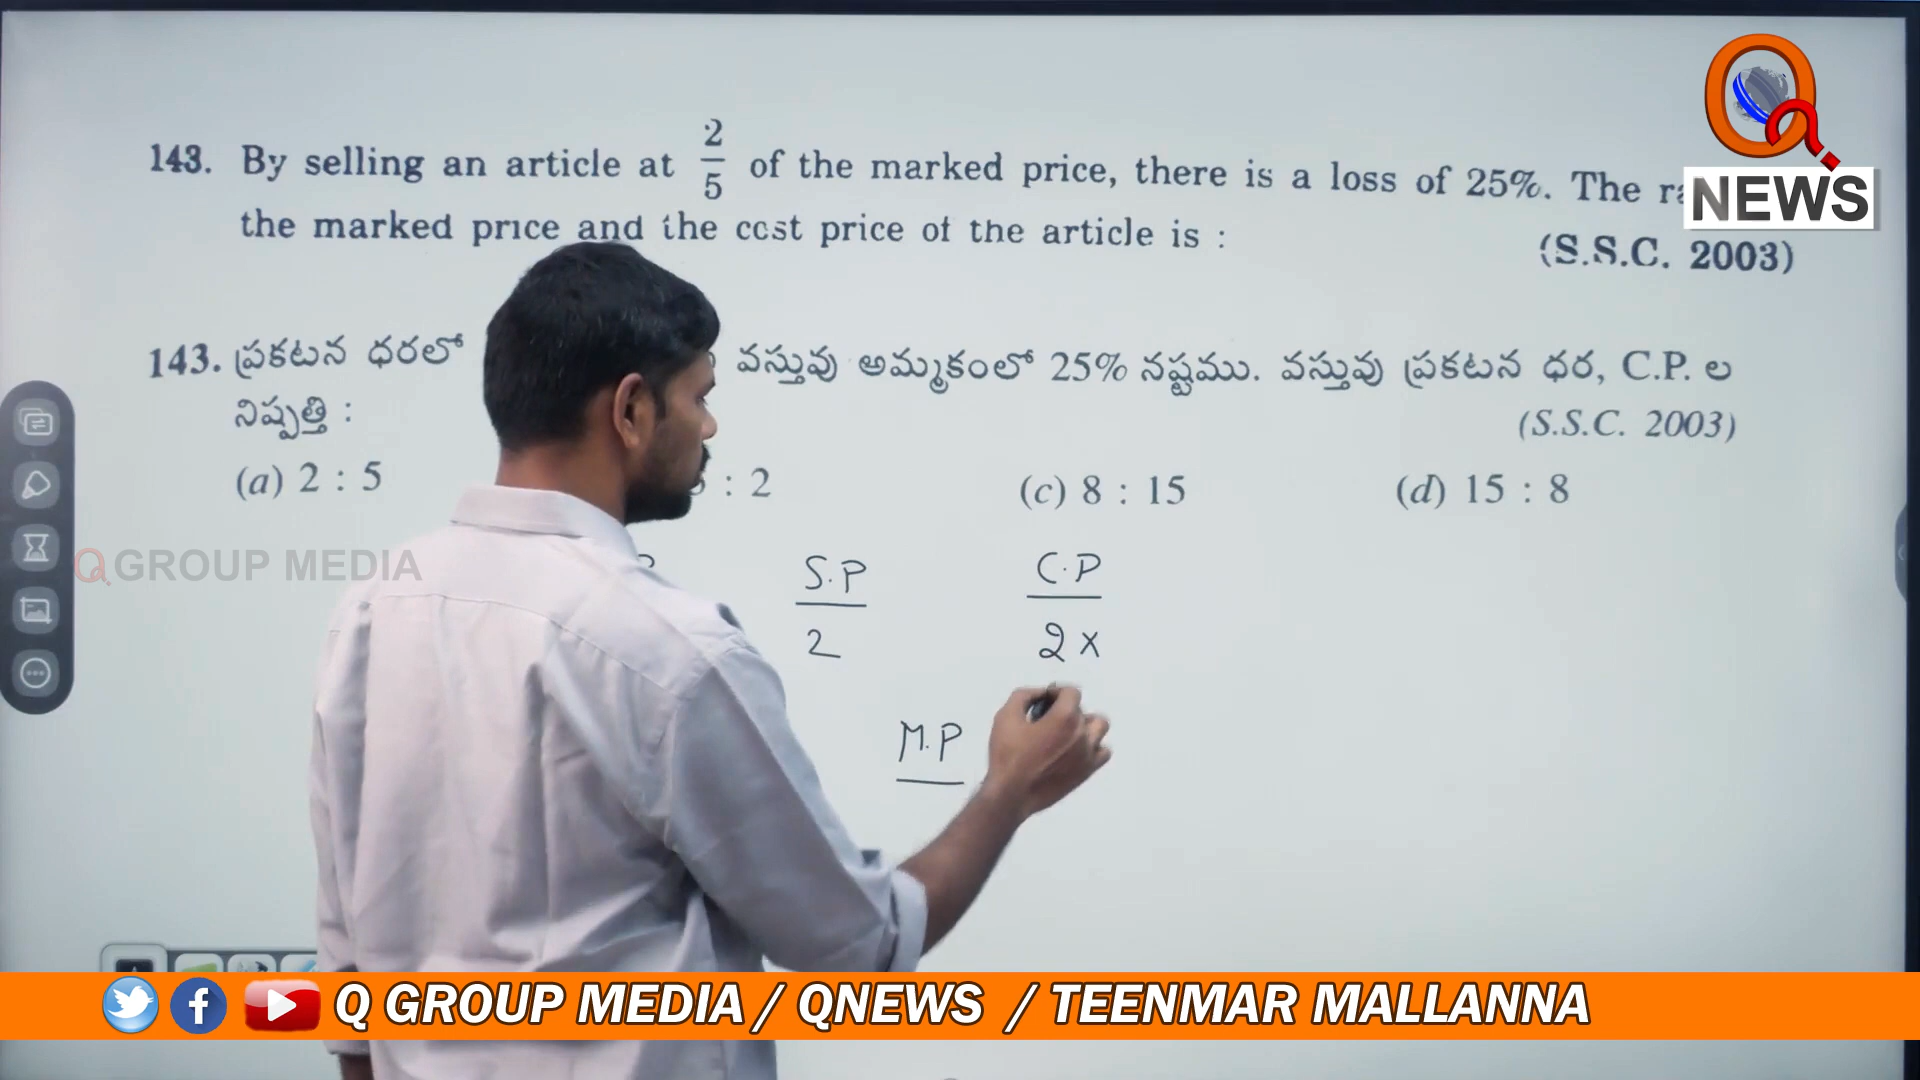 143. By selling an article at 2/5 of the marked price, there is a loss of 25%. The
the marked price and the cost price of the article is :
(S.S.C. 2003)
143. ప్రకటన ధరలో వస్తువు అమ్మకంలో 25% నష్టము. వస్తువు ప్రకటన ధర, C.P. ల
నిష్పత్తి :
(S.S.C. 2003)
(a) 2 : 5 : 2 (c) 8 : 15 (d) 15 : 8
S.P C.P
2 2 x
M.P
Q GROUP MEDIA
Q NEWS
Q GROUP MEDIA / QNEWS / TEENMAR MALLANNA